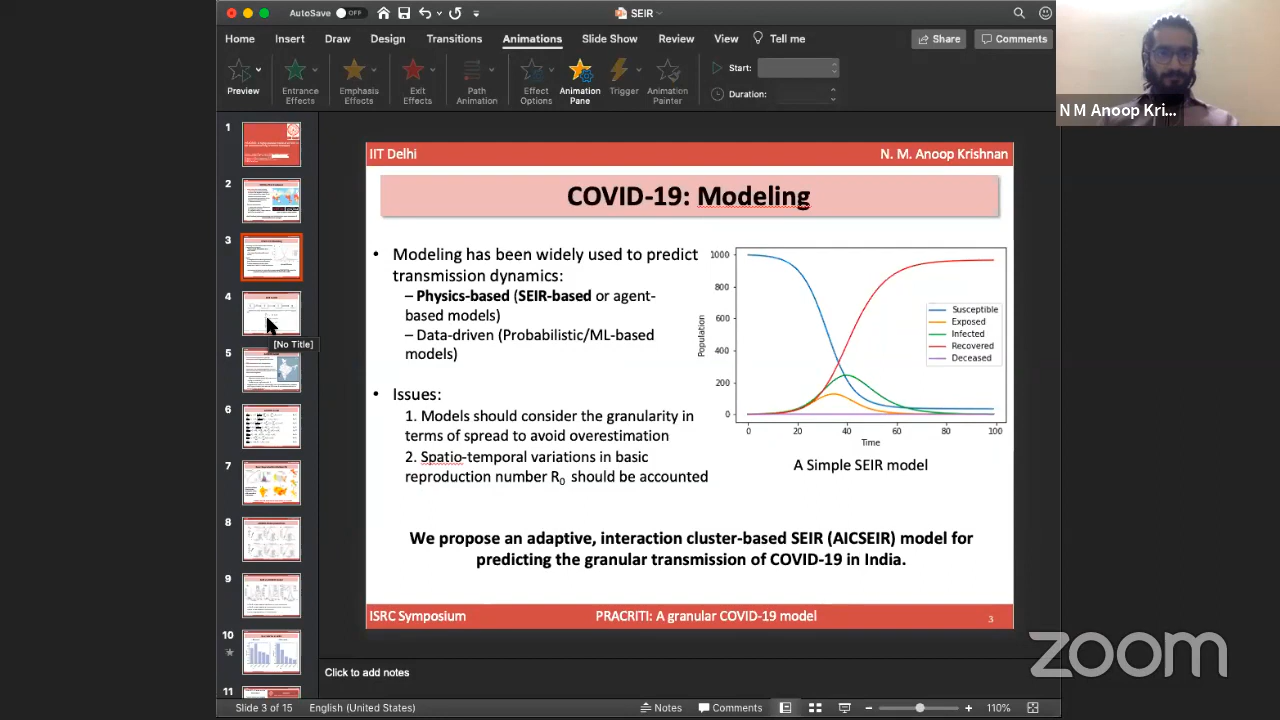 AutoSave OFF
SEIR
Home Insert Draw Design Transitions Animations Slide Show Review View Tell me
Share Comments
Preview
Entrance Effects
Emphasis Effects
Exit Effects
Path Animation
Effect Options
Animation Pane
Trigger
Animation Painter
Start:
Duration:
N M Anoop Kri...
1
2
3
4
[No Title]
5
6
7
8
9
10
11
IIT Delhi N. M. Anoop Krishnan
COVID-19
• has be used to predict
dynamics:
– Physics-based (SEIR-based or agent-
based models)
– Data-driven (Probabilistic/ML-based
models)
• Issues:
1. Models should consider the granularity in
terms of spread to avoid overestimation
2. Spatio-temporal variations in basic
reproduction number R0 should be accounted
1000
800
600
400
0 20 40 60 80 100
Time
Susceptible
Exposed
Infected
Recovered
Deceased
A Simple SEIR model
We propose an adaptive, interaction cluster-based SEIR (AICSEIR) model for
predicting the granular transmission of COVID-19 in India.
ISRC Symposium PRACRITI: A granular COVID-19 model 3
zoom
Click to add notes
Slide 3 of 15 English (United States) Notes Comments 110%